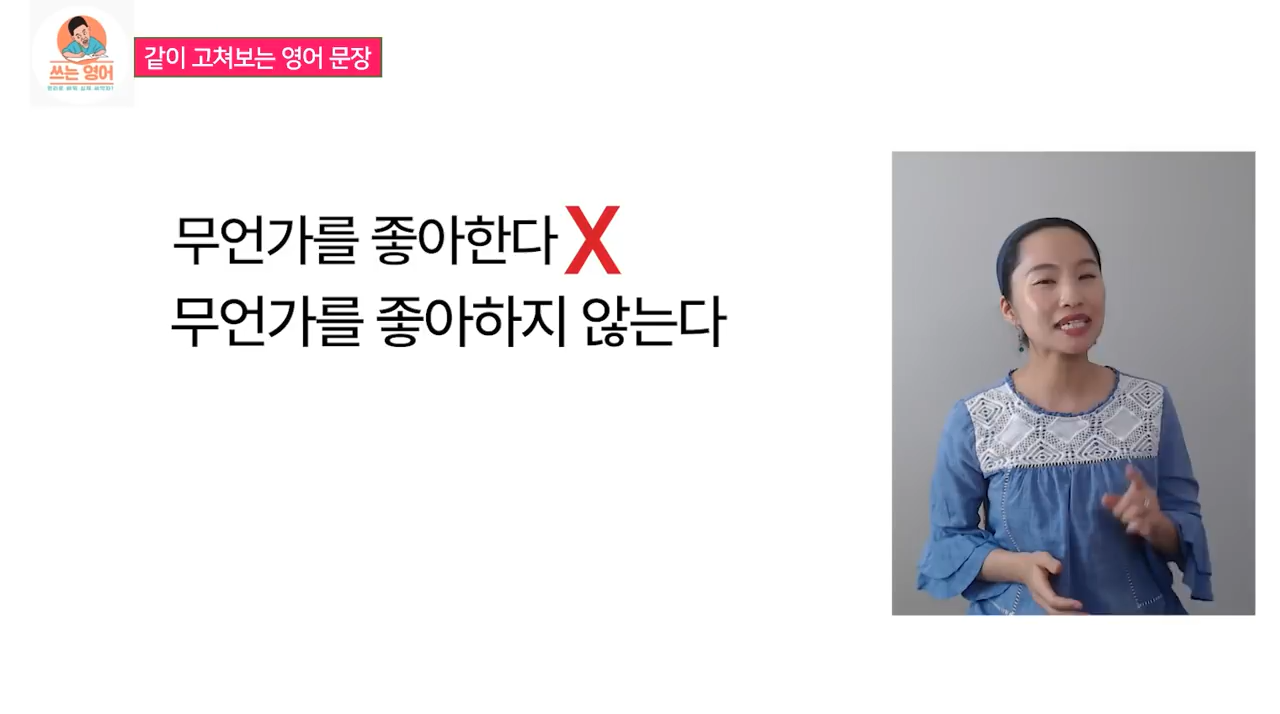 쓰는 영어
같이 고쳐보는 영어 문장
무언가를 좋아한다 X
무언가를 좋아하지 않는다